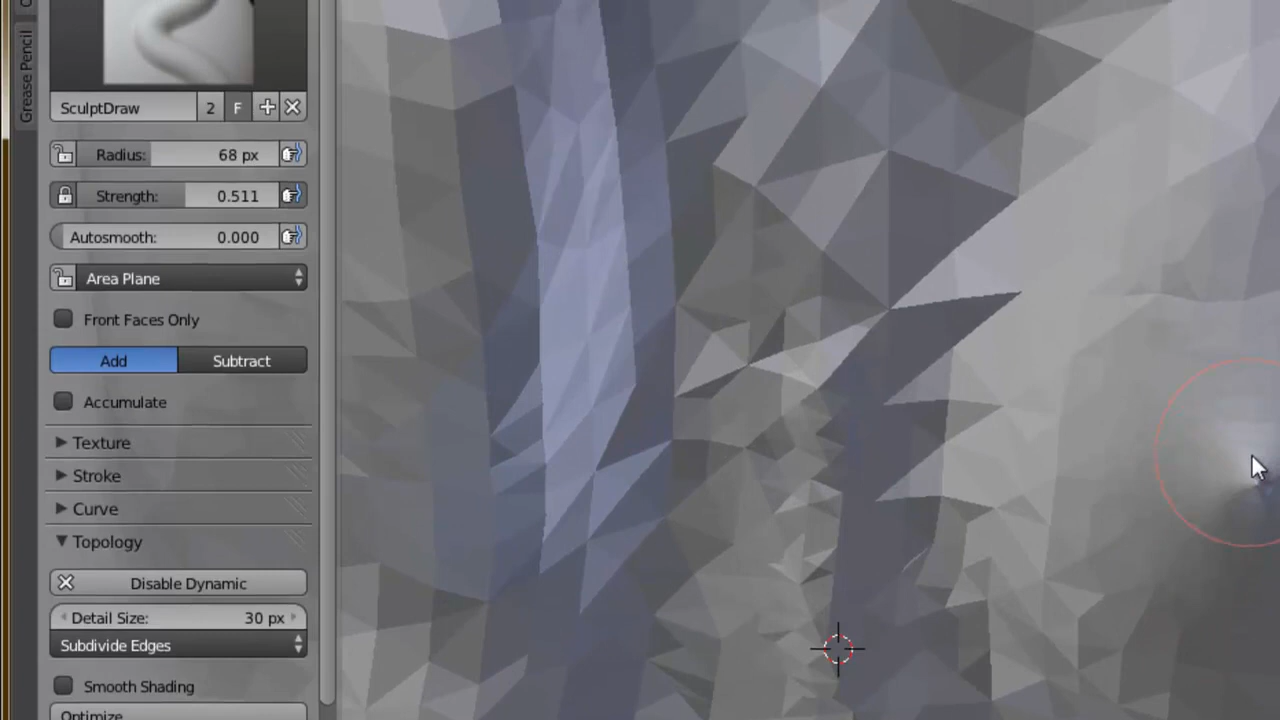 Grease Pencil
SculptDraw 2 F
Radius: 68 px
Strength: 0.511
Autosmooth: 0.000
Area Plane
Front Faces Only
Add Subtract
Accumulate
Texture
Stroke
Curve
Topology
Disable Dynamic
Detail Size: 30 px
Subdivide Edges
Smooth Shading
Optimize